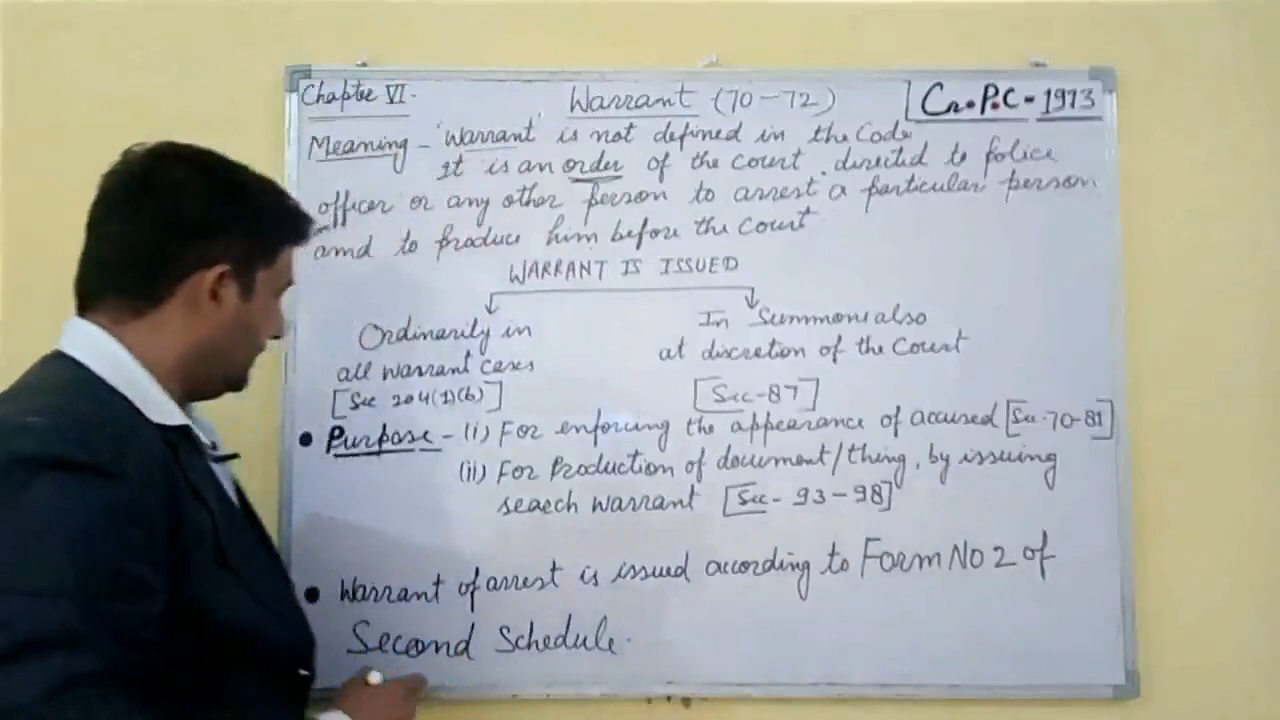 Chapter VI.
Warrant (70-72)
Cr.P.C - 1973
Meaning - 'Warrant' is not defined in the Code
It is an order of the court. directed to police
officer or any other person to arrest a particular person
and to produce him before the Court
WARRANT IS ISSUED
Ordinarily in
all warrant cases
[Sec 204(1)(b)]
In Summons also
at discretion of the Court
[Sec-87]
• Purpose - (i) For enforcing the appearance of accused [Sec-70-81]
(ii) For Production of document/thing, by issuing
seaech warrant [Sec- 93-98]
• Warrant of arrest is issued according to Form No 2 of
Second Schedule.